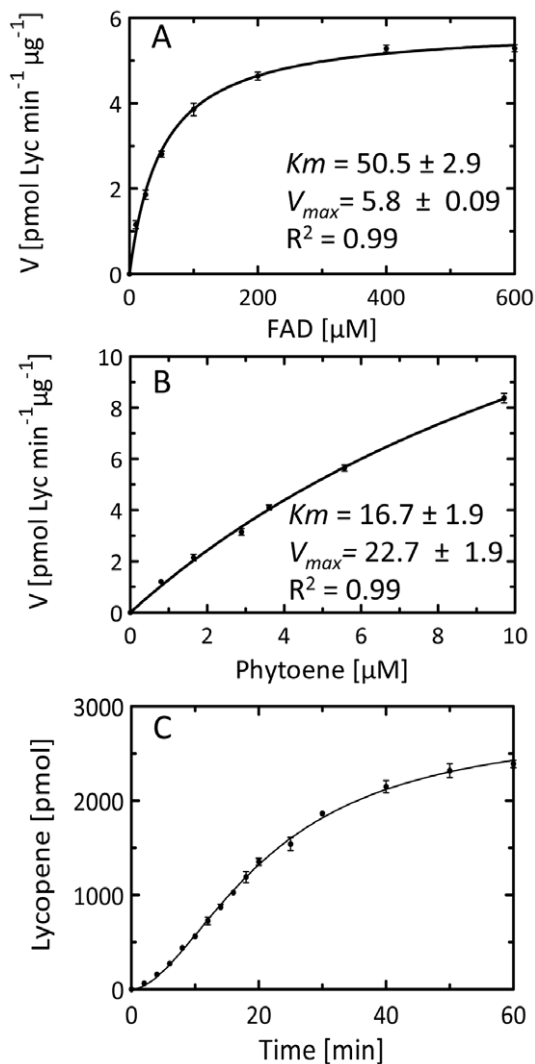 A
6
4
2
0
V [pmol Lyc min⁻¹ µg⁻¹]
Km = 50.5 ± 2.9
Vmax= 5.8 ± 0.09
R² = 0.99
0 200 400 600
FAD [µM]
B
10
8
6
4
2
0
V [pmol Lyc min⁻¹µg⁻¹]
Km = 16.7 ± 1.9
Vmax= 22.7 ± 1.9
R² = 0.99
0 2 4 6 8 10
Phytoene [µM]
C
3000
2000
1000
0
Lycopene [pmol]
0 20 40 60
Time [min]